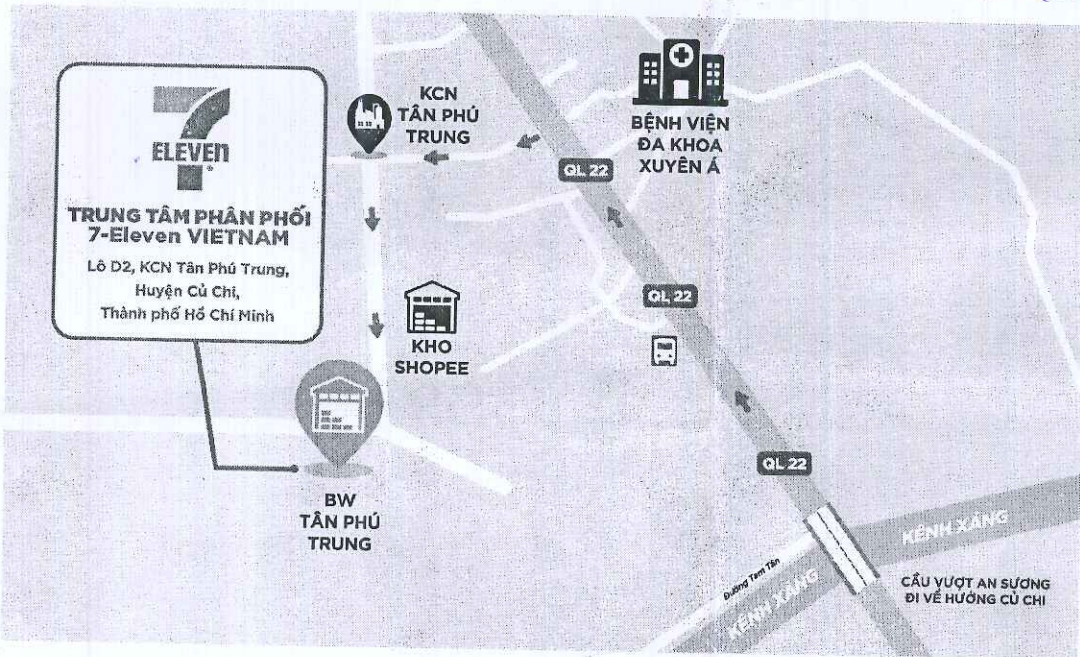 7
ELEVEn
TRUNG TÂM PHÂN PHỐI
7-Eleven VIETNAM
Lô D2, KCN Tân Phú Trung,
Huyện Củ Chi,
Thành phố Hồ Chí Minh
KCN
TÂN PHÚ
TRUNG
BỆNH VIỆN
ĐA KHOA
XUYÊN Á
QL 22
QL 22
KHO
SHOPEE
QL 22
BW
TÂN PHÚ
TRUNG
KÊNH XÁNG
Đường Tam Tân
KÊNH XÁNG
CẦU VƯỢT AN SƯƠNG
ĐI VỀ HƯỚNG CỦ CHI